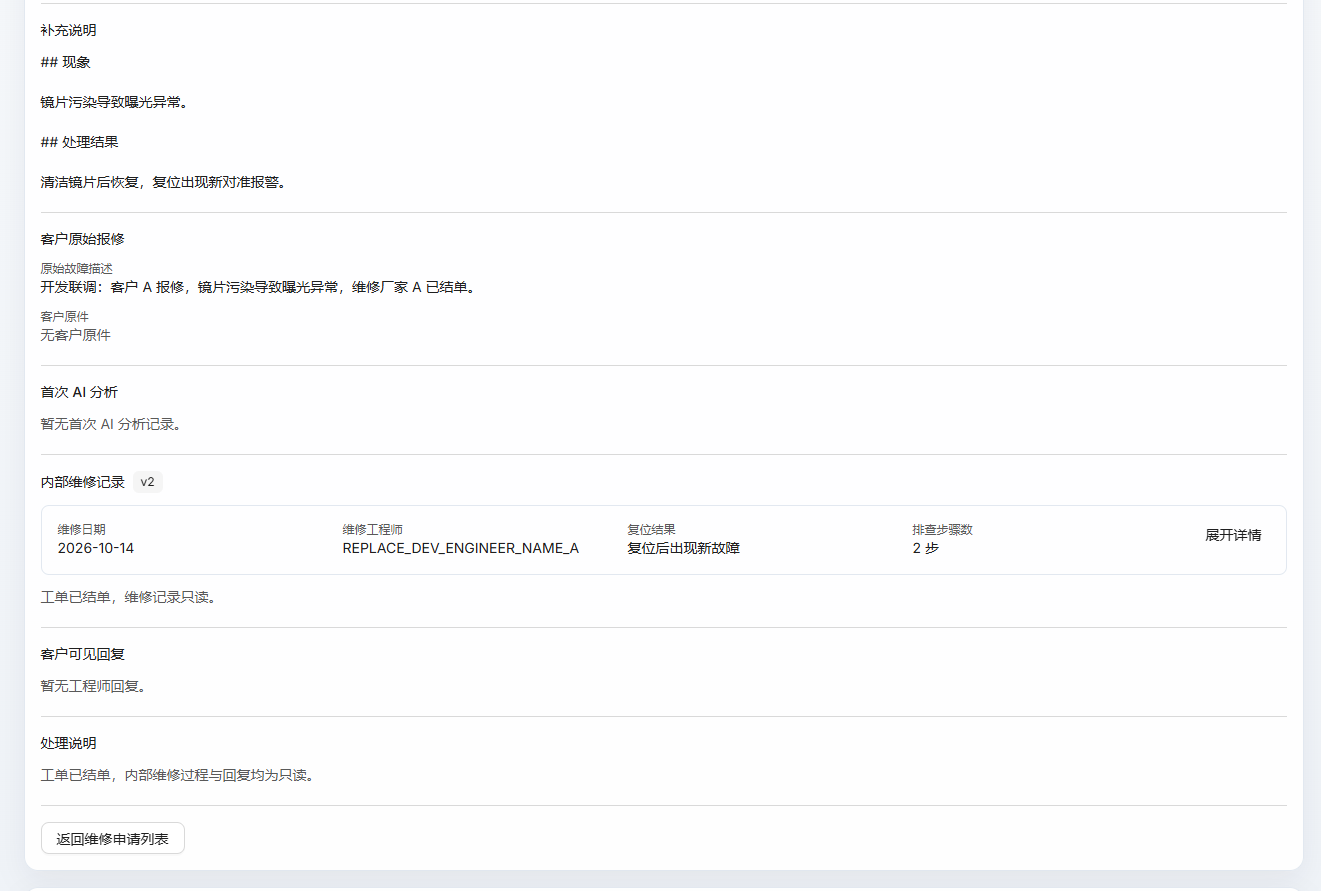 补充说明
## 现象
镜片污染导致曝光异常。
## 处理结果
清洁镜片后恢复，复位出现新对准报警。
客户原始报修
原始故障描述
开发联调：客户 A 报修，镜片污染导致曝光异常，维修厂家 A 已结单。
客户原件
无客户原件
首次 AI 分析
暂无首次 AI 分析记录。
内部维修记录 v2
维修日期 维修工程师 复位结果 排查步骤数
2026-10-14 REPLACE_DEV_ENGINEER_NAME_A 复位后出现新故障 2 步
展开详情
工单已结单，维修记录只读。
客户可见回复
暂无工程师回复。
处理说明
工单已结单，内部维修过程与回复均为只读。
返回维修申请列表